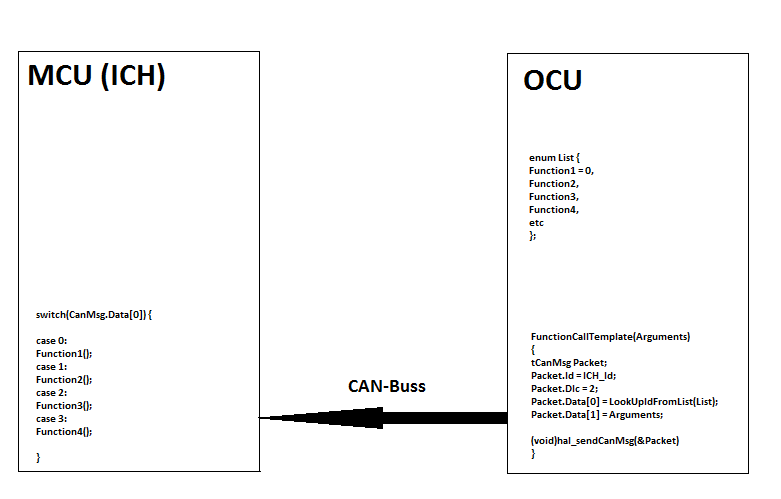 MCU (ICH)
switch(CanMsg.Data[0]) {
case 0:
Function1();
case 1:
Function2();
case 2:
Function3();
case 3:
Function4();
}
CAN-Buss
OCU
enum List {
Function1 = 0,
Function2,
Function3,
Function4,
etc
};
FunctionCallTemplate(Arguments)
{
tCanMsg Packet;
Packet.Id = ICH_Id;
Packet.Dlc = 2;
Packet.Data[0] = LookUpIdFromList(List);
Packet.Data[1] = Arguments;
(void)hal_sendCanMsg(&Packet)
}